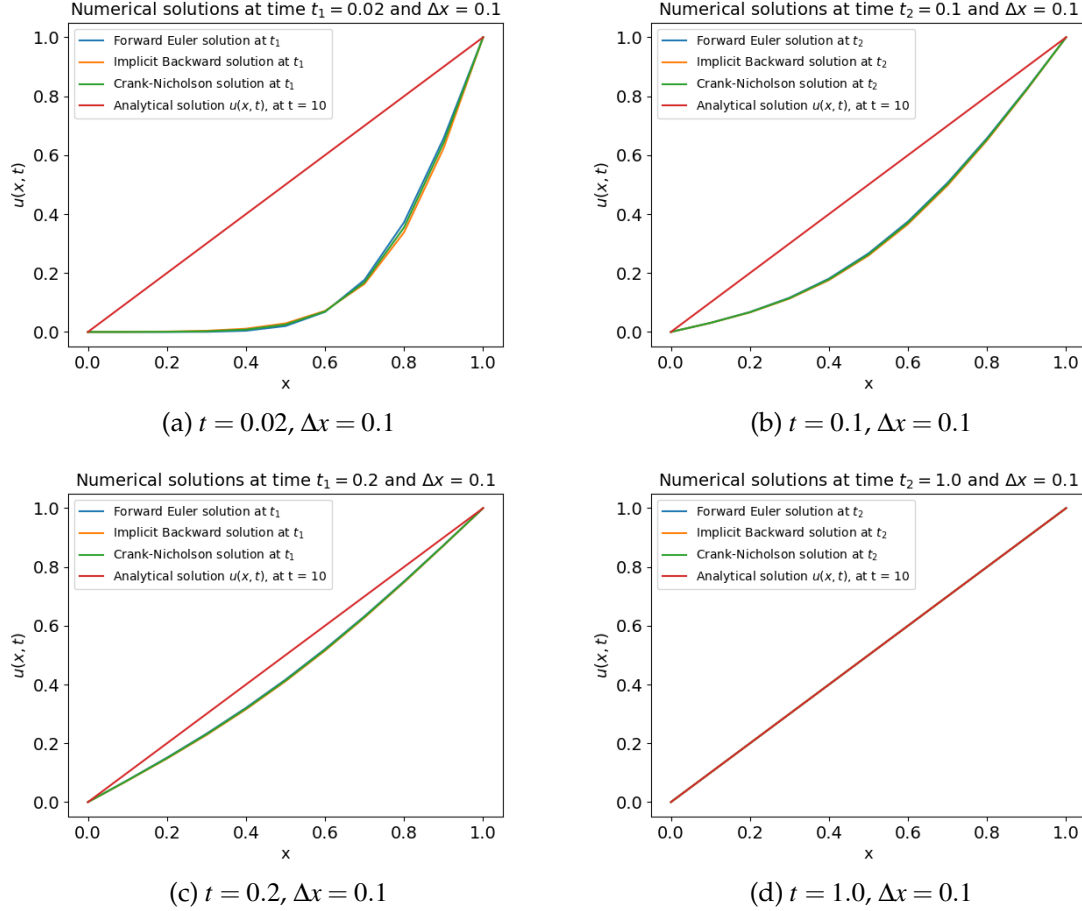 Numerical solutions at time t₁ = 0.02 and Δx = 0.1
Forward Euler solution at t₁
Implicit Backward solution at t₁
Crank-Nicholson solution at t₁
Analytical solution u(x, t), at t = 10
1.0
0.8
0.6
0.4
0.2
0.0
u(x, t)
0.0 0.2 0.4 0.6 0.8 1.0
x
(a) t = 0.02, Δx = 0.1
Numerical solutions at time t₂ = 0.1 and Δx = 0.1
Forward Euler solution at t₂
Implicit Backward solution at t₂
Crank-Nicholson solution at t₂
Analytical solution u(x, t), at t = 10
1.0
0.8
0.6
0.4
0.2
0.0
u(x, t)
0.0 0.2 0.4 0.6 0.8 1.0
x
(b) t = 0.1, Δx = 0.1
Numerical solutions at time t₁ = 0.2 and Δx = 0.1
Forward Euler solution at t₁
Implicit Backward solution at t₁
Crank-Nicholson solution at t₁
Analytical solution u(x, t), at t = 10
1.0
0.8
0.6
0.4
0.2
0.0
u(x, t)
0.0 0.2 0.4 0.6 0.8 1.0
x
(c) t = 0.2, Δx = 0.1
Numerical solutions at time t₂ = 1.0 and Δx = 0.1
Forward Euler solution at t₂
Implicit Backward solution at t₂
Crank-Nicholson solution at t₂
Analytical solution u(x, t), at t = 10
1.0
0.8
0.6
0.4
0.2
0.0
u(x, t)
0.0 0.2 0.4 0.6 0.8 1.0
x
(d) t = 1.0, Δx = 0.1